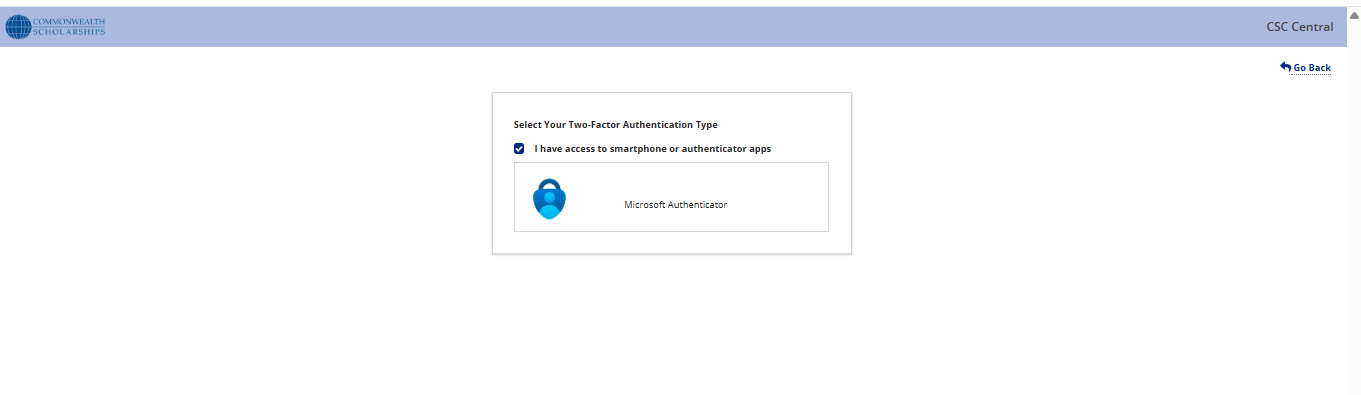 COMMONWEALTH
SCHOLARSHIPS
CSC Central
Go Back
Select Your Two-Factor Authentication Type
I have access to smartphone or authenticator apps
Microsoft Authenticator